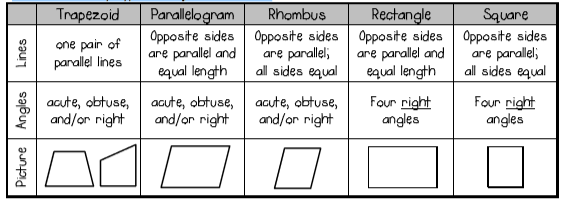 Trapezoid Parallelogram Rhombus Rectangle Square
Lines
one pair of
parallel lines
Opposite sides
are parallel and
equal length
Opposite sides
are parallel;
all sides equal
Opposite sides
are parallel and
equal length
Opposite sides
are parallel;
all sides equal
Angles
acute, obtuse,
and/or right
acute, obtuse,
and/or right
acute, obtuse,
and/or right
Four right
angles
Four right
angles
Picture